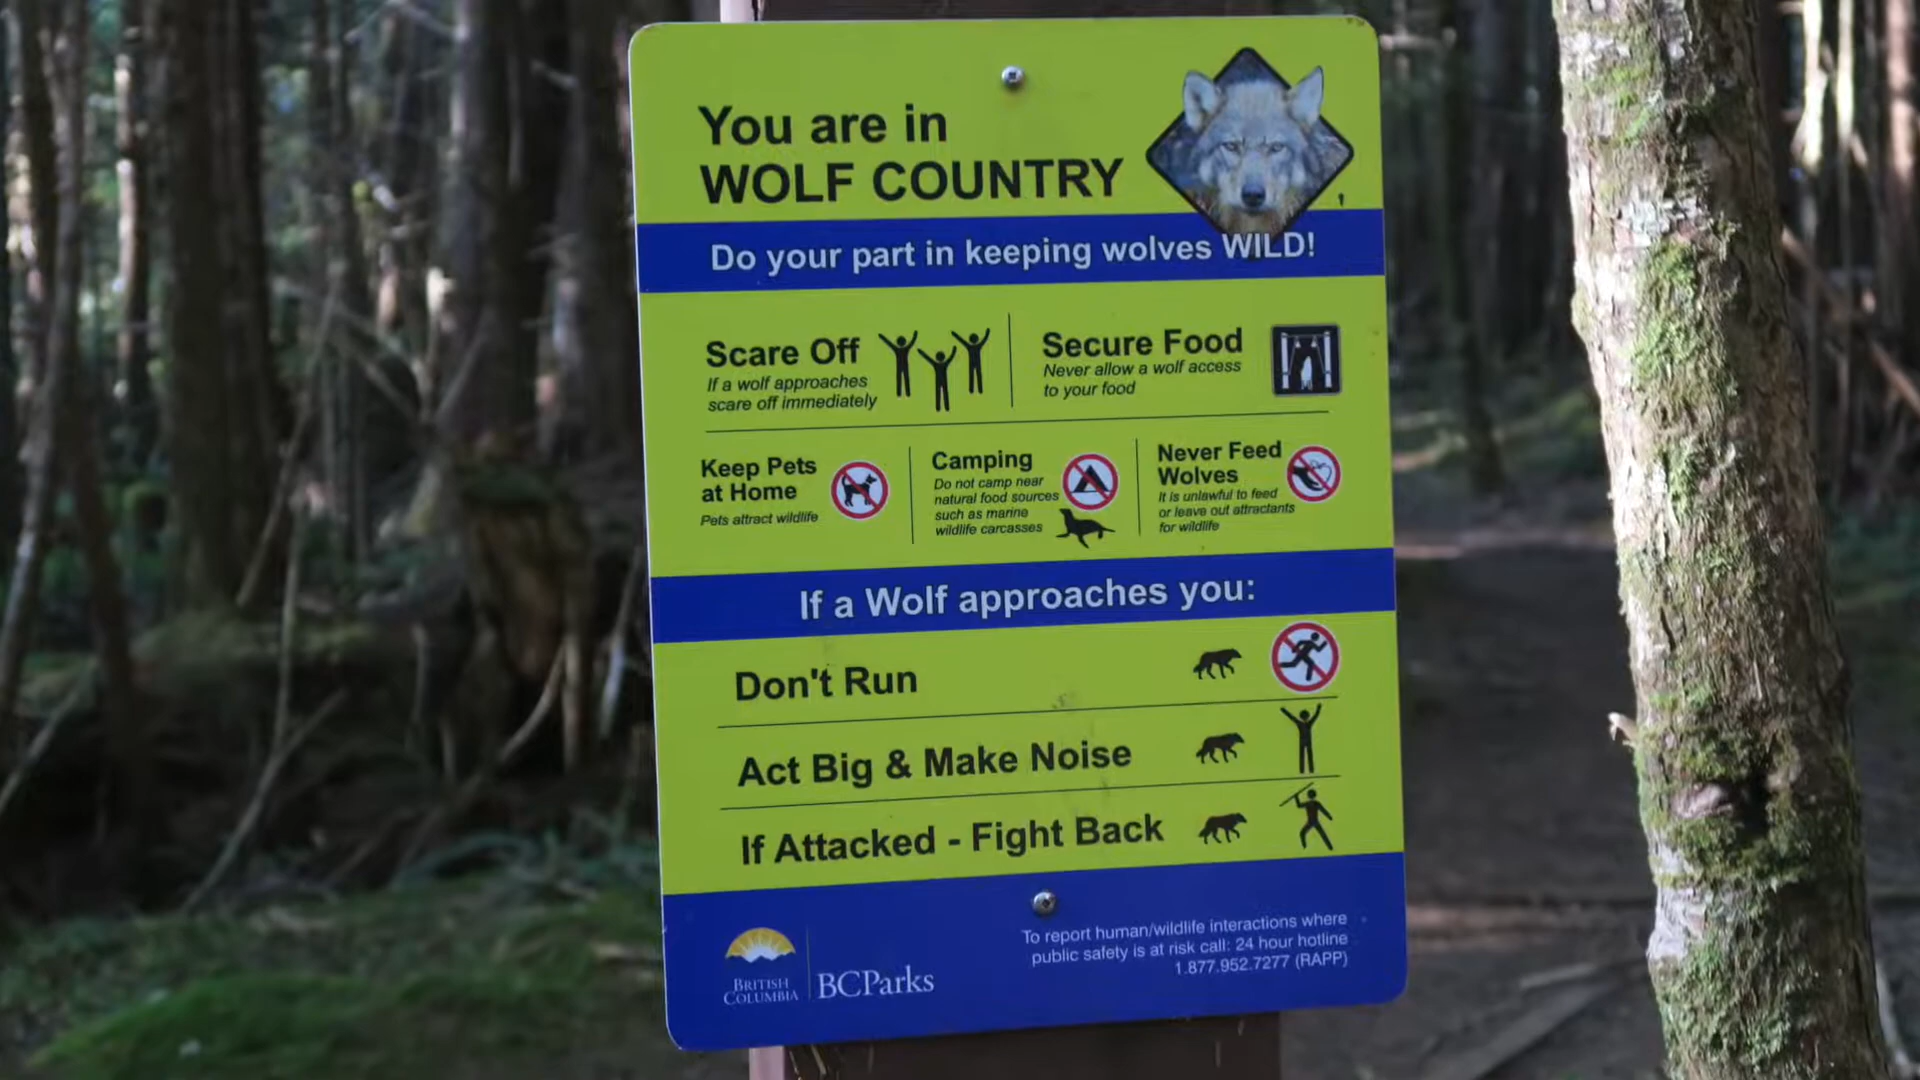 You are in
WOLF COUNTRY
Do your part in keeping wolves WILD!
Scare Off
If a wolf approaches
scare off immediately
Secure Food
Never allow a wolf access
to your food
Keep Pets
at Home
Pets attract wildlife
Camping
Do not camp near
natural food sources
such as marine
wildlife carcasses
Never Feed
Wolves
It is unlawful to feed
or leave out attractants
for wildlife
If a Wolf approaches you:
Don't Run
Act Big & Make Noise
If Attacked - Fight Back
BRITISH
COLUMBIA
BCParks
To report human/wildlife interactions where
public safety is at risk call: 24 hour hotline
1.877.952.7277 (RAPP)